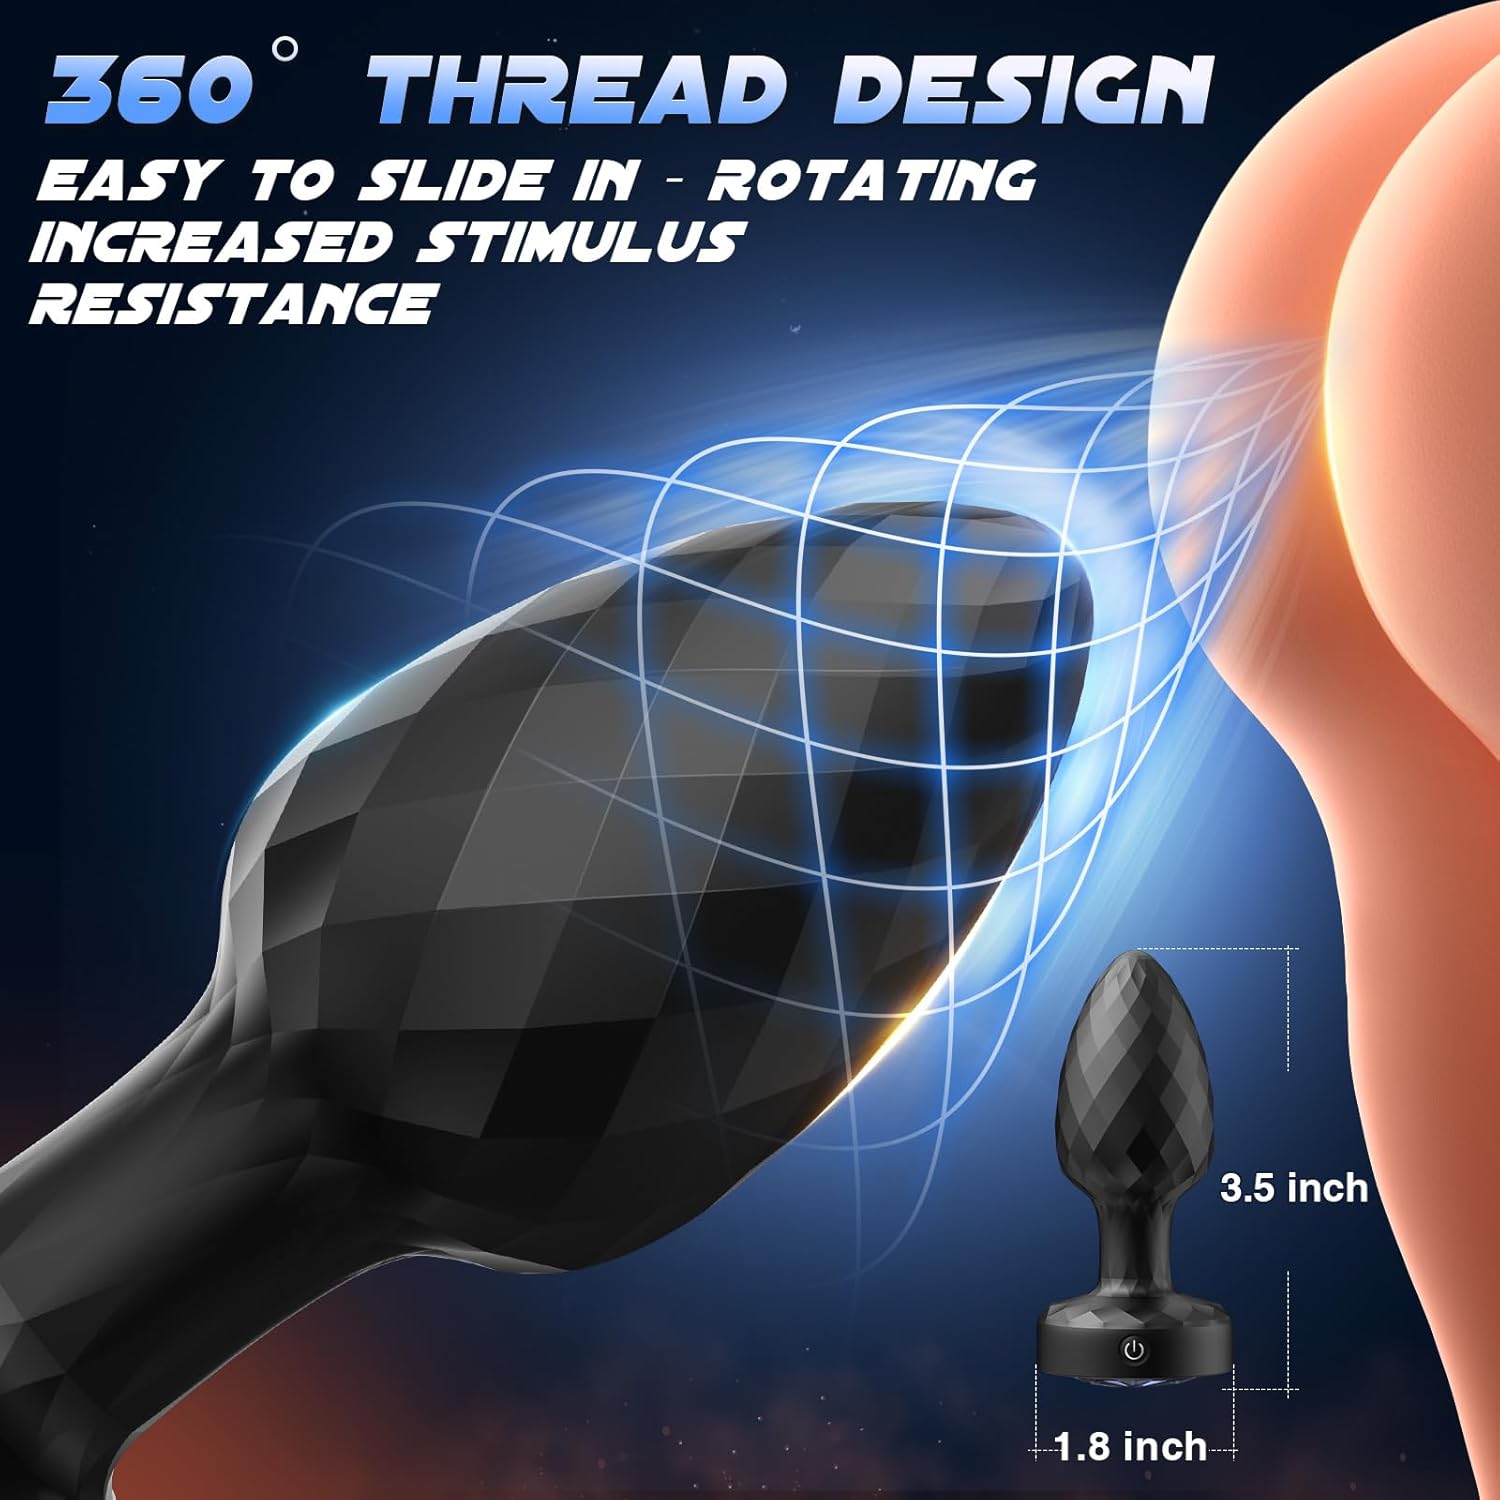 360° THREAD DESIGN
EASY TO SLIDE IN - ROTATING
INCREASED STIMULUS
RESISTANCE
3.5 inch
1.8 inch